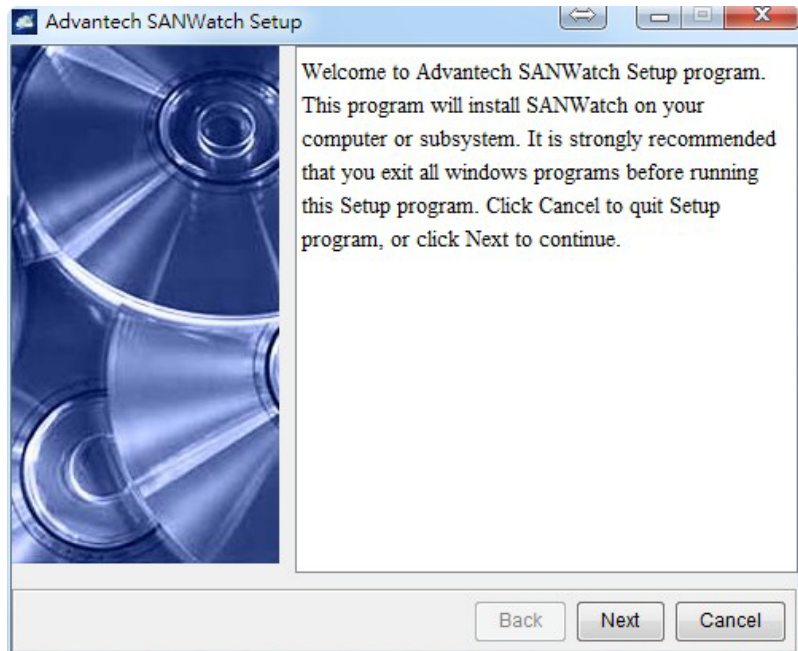 Advantech SANWatch Setup
Welcome to Advantech SANWatch Setup program.
This program will install SANWatch on your
computer or subsystem. It is strongly recommended
that you exit all windows programs before running
this Setup program. Click Cancel to quit Setup
program, or click Next to continue.
Back Next Cancel